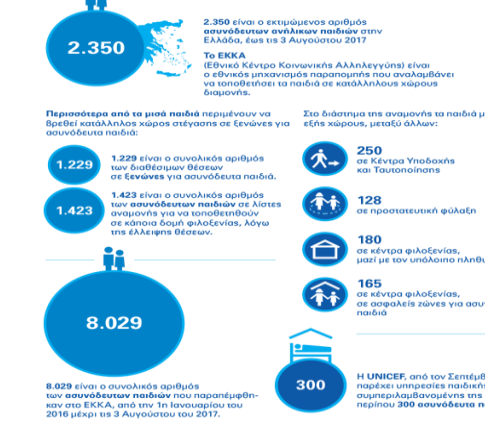 2.350
2.350 είναι ο εκτιμώμενος αριθμός
ασυνόδευτων ανήλικων παιδιών στην
Ελλάδα, έως τις 3 Αυγούστου 2017
Το ΕΚΚΑ
(Εθνικό Κέντρο Κοινωνικής Αλληλεγγύης) είναι
ο εθνικός μηχανισμός παραπομπής που αναλαμβάνει
να τοποθετήσει τα παιδιά σε κατάλληλους χώρους
διαμονής.
Περισσότερα από τα μισά παιδιά περιμένουν να
βρεθεί κατάλληλος χώρος στέγασης σε ξενώνες για
ασυνόδευτα παιδιά:
1.229
1.229 είναι ο συνολικός αριθμός
των διαθέσιμων θέσεων
σε ξενώνες για ασυνόδευτα παιδιά.
1.423
1.423 είναι ο συνολικός αριθμός
των ασυνόδευτων παιδιών σε λίστες
αναμονής για να τοποθετηθούν
σε κάποια δομή φιλοξενίας, λόγω
της έλλειψης θέσεων.
8.029
8.029 είναι ο συνολικός αριθμός
των ασυνόδευτων παιδιών που παραπέμφθη-
καν στο ΕΚΚΑ, από την 1η Ιανουαρίου του
2016 μέχρι τις 3 Αυγούστου του 2017.
Στο διάστημα της αναμονής τα παιδιά
εξής χώρους, μεταξύ άλλων:
250
σε Κέντρα Υποδοχής
και Ταυτοποίησης
128
σε προστατευτική φύλαξη
180
σε κέντρα φιλοξενίας,
μαζί με τον υπόλοιπο
165
σε κέντρα φιλοξενίας,
σε ασφαλείς ζώνες για
παιδιά
300
Η UNICEF, από τον
παρέχει υπηρεσίες
συμπεριλαμβανομένης της
περίπου 300 ασυνόδευτα